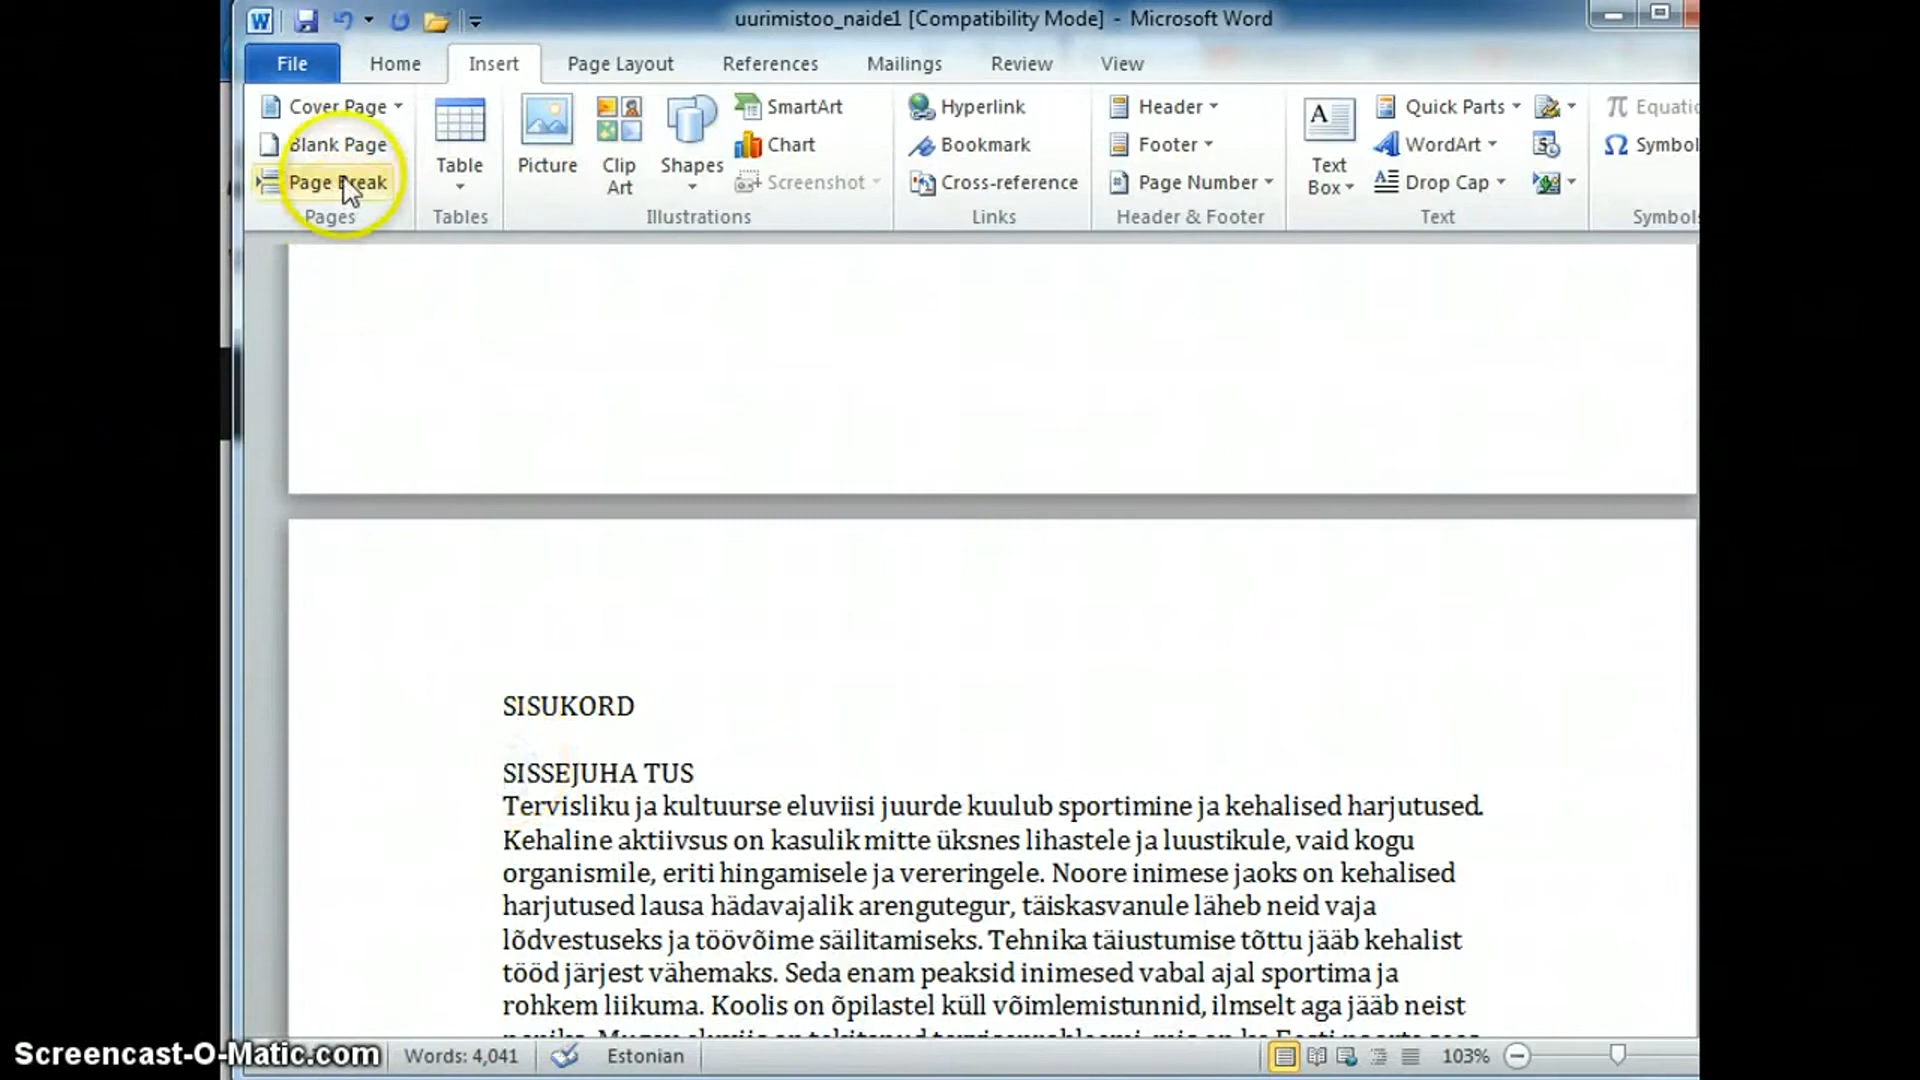 uurimistoo_naide1 [Compatibility Mode] - Microsoft Word
File Home Insert Page Layout References Mailings Review View
Cover Page
Blank Page
Page Break
Pages
Table
Tables
Picture
Clip Art
Shapes
SmartArt
Chart
Screenshot
Illustrations
Hyperlink
Bookmark
Cross-reference
Links
Header
Footer
Page Number
Header & Footer
Text Box
Quick Parts
WordArt
Drop Cap
Text
Equatic
Symbol
Symbols
SISUKORD
SISSEJUHA TUS
Tervisliku ja kultuurse eluviisi juurde kuulub sportimine ja kehalised harjutused.
Kehaline aktiivsus on kasulik mitte üksnes lihastele ja luustikule, vaid kogu
organismile, eriti hingamisele ja vereringele. Noore inimese jaoks on kehalised
harjutused lausa hädavajalik arengutegur, täiskasvanule läheb neid vaja
lõdvestuseks ja töövõime säilitamiseks. Tehnika täiustumise tõttu jääb kehalist
tööd järjest vähemaks. Seda enam peaksid inimesed vabal ajal sportima ja
rohkem liikuma. Koolis on õpilastel küll võimlemistunnid, ilmselt aga jääb neist
Screencast-O-Matic.com
Words: 4,041 Estonian 103%